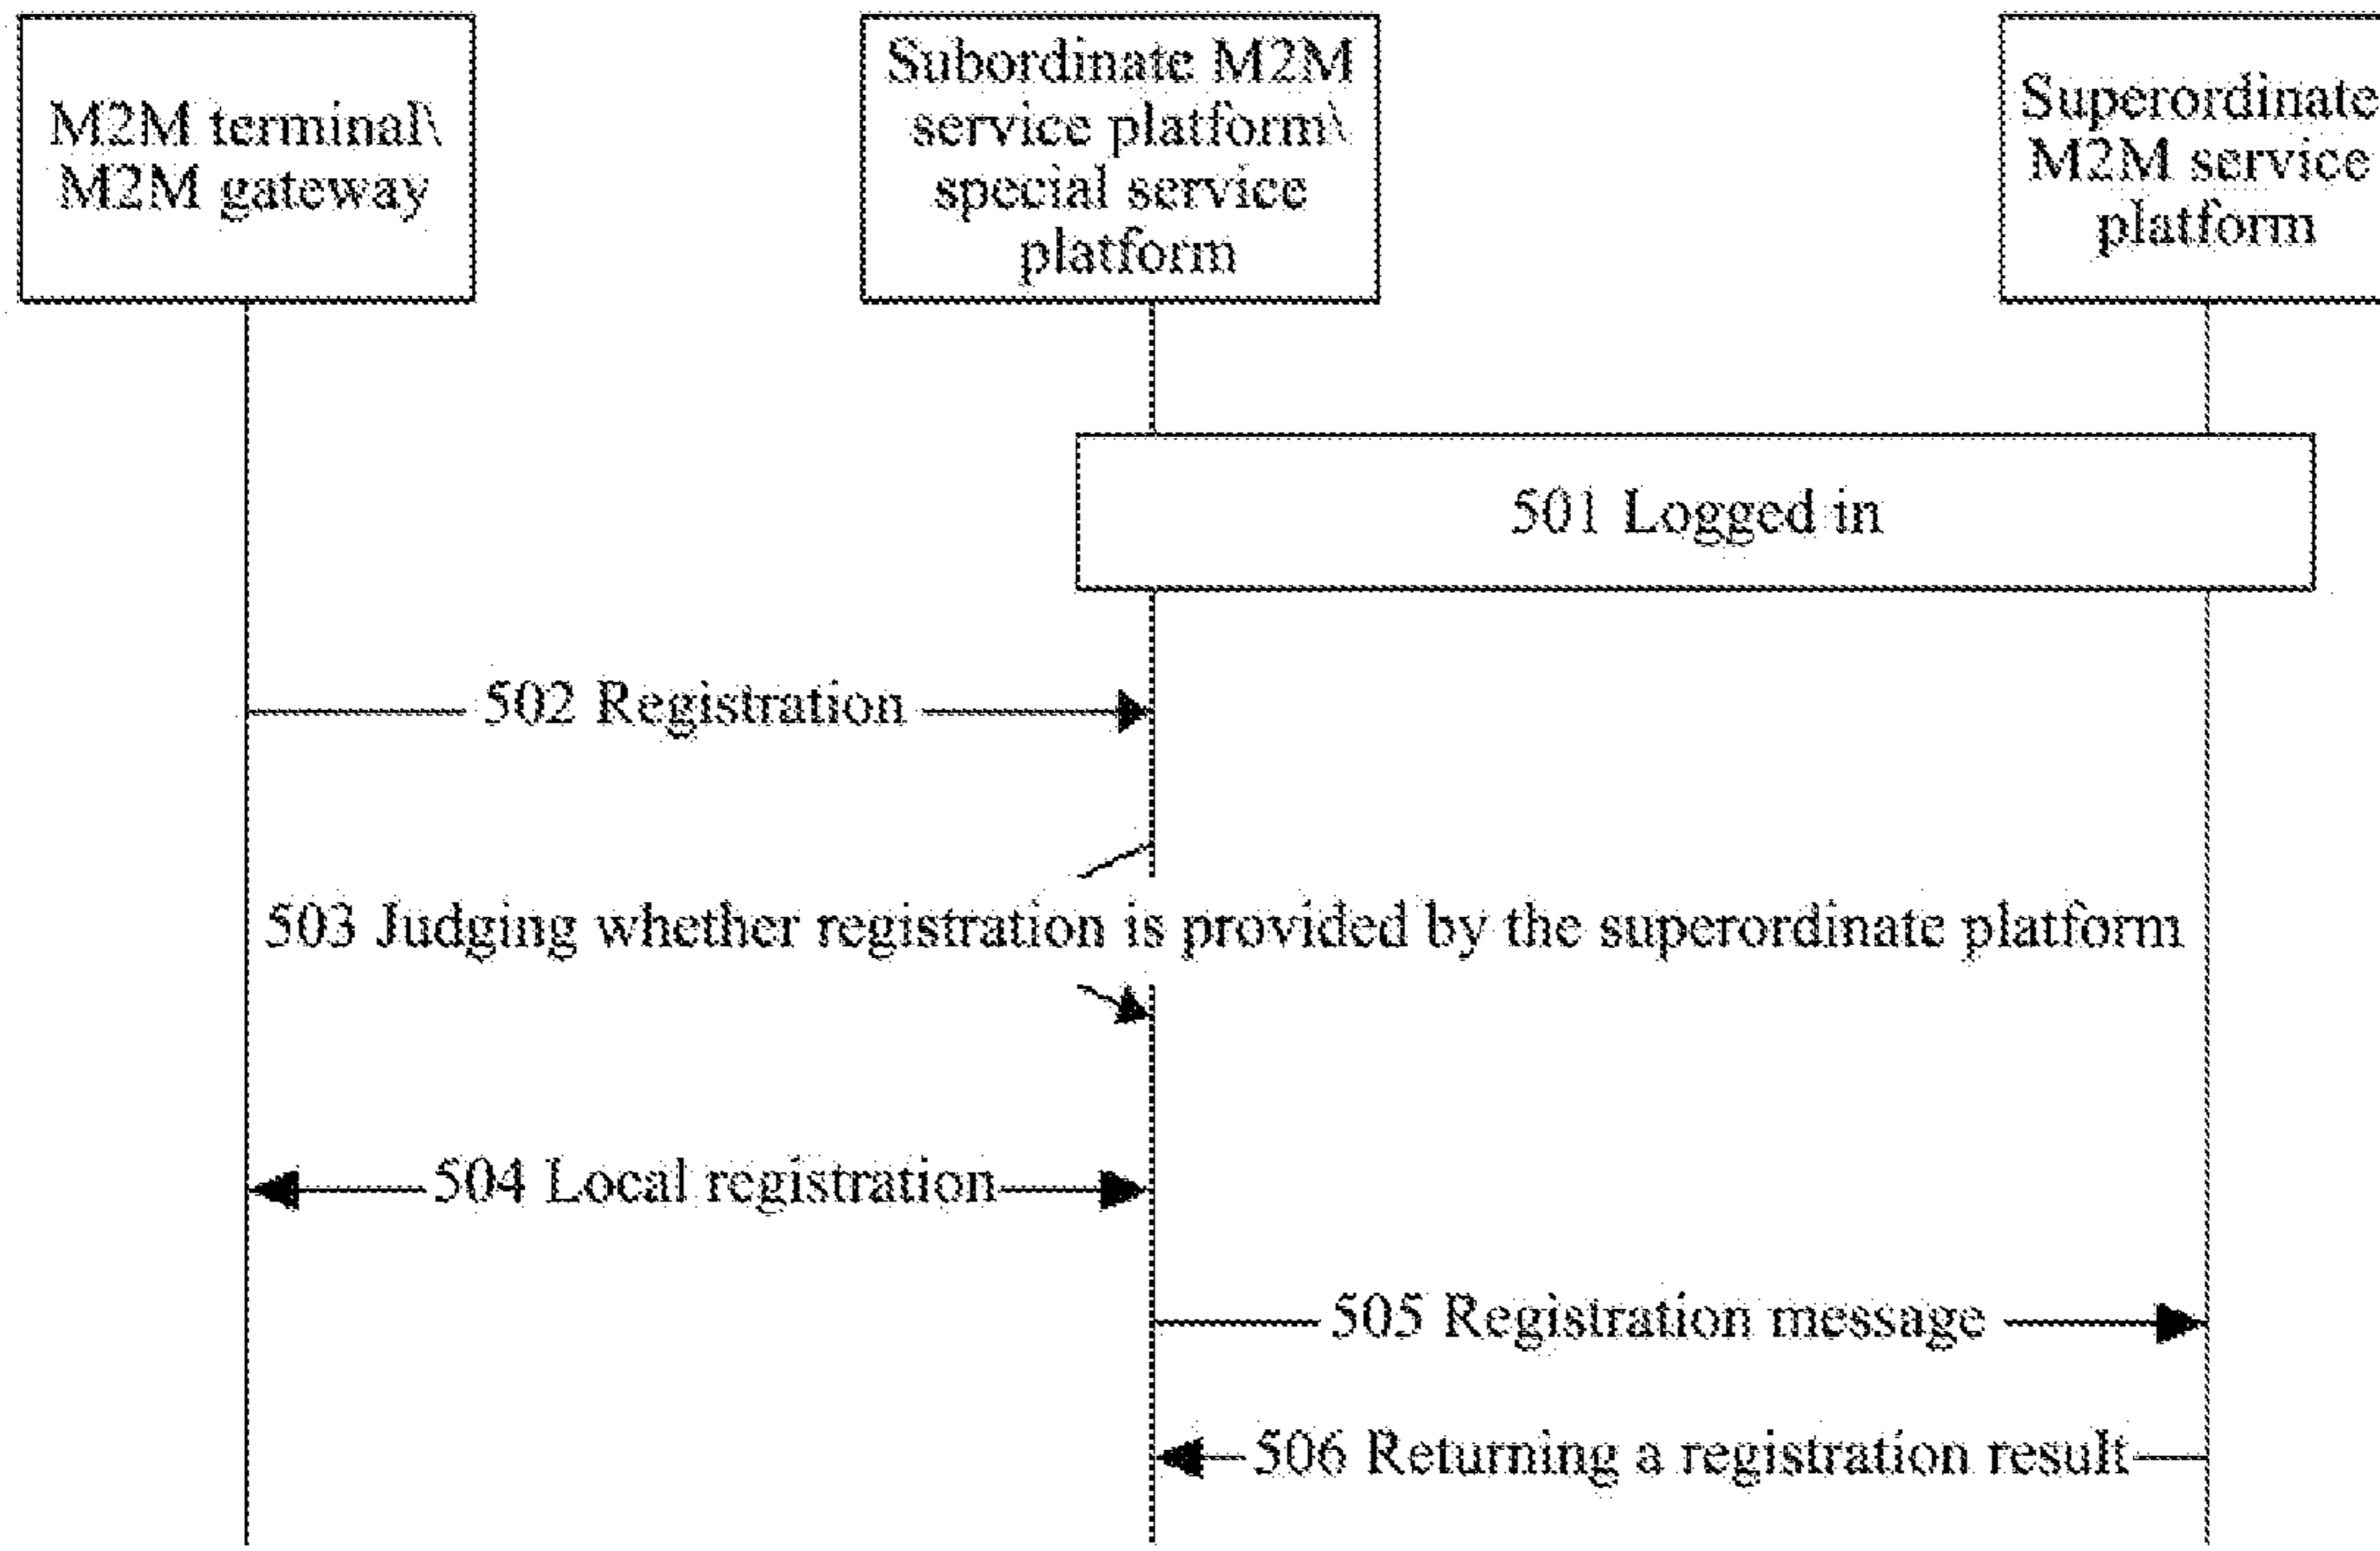 M2M terminal\
M2M gateway
Subordinate M2M
service platform\
special service
platform
Superordinate
M2M service
platform
501 Logged in
502 Registration
503 Judging whether registration is provided by the superordinate platform
504 Local registration
505 Registration message
506 Returning a registration result